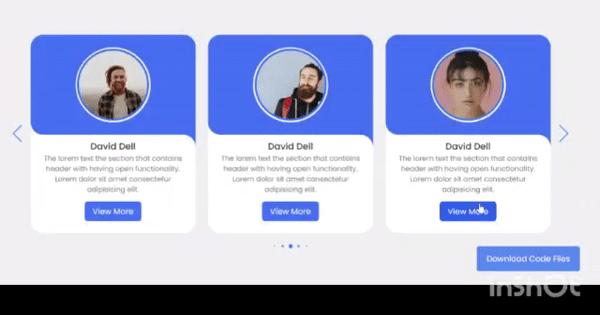 David Dell
The lorem text the section that contains
header with having open functionality.
Lorem dolor sit amet consectetur
adipisicing elit.
View More
David Dell
The lorem text the section that contains
header with having open functionality.
Lorem dolor sit amet consectetur
adipisicing elit.
View More
David Dell
The lorem text the section that contains
header with having open functionality.
Lorem dolor sit amet consectetur
adipisicing elit.
View More
Download Code Files
InShOt